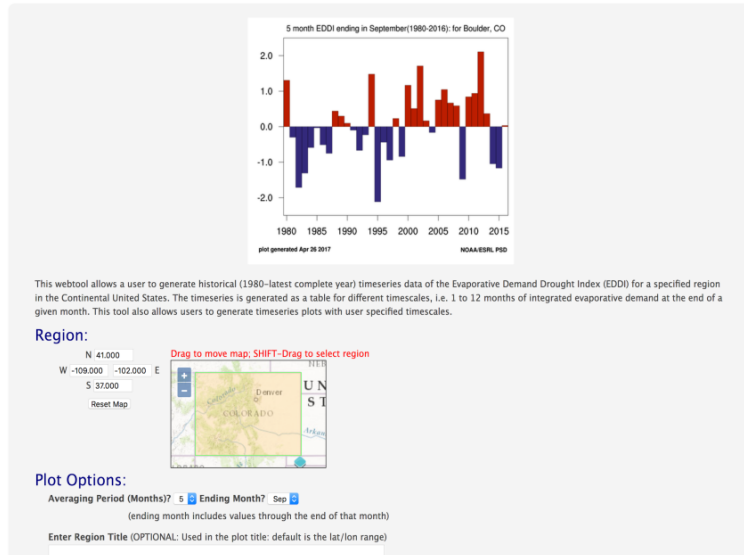 5 month EDDI ending in September(1980-2016): for Boulder, CO
2.0
1.0
0.0
-1.0
-2.0
1980 1985 1990 1995 2000 2005 2010 2015
plot generated Apr 26 2017 NOAA/ESRL PSD
This webtool allows a user to generate historical (1980-latest complete year) timeseries data of the Evaporative Demand Drought Index (EDDI) for a specified region
in the Continental United States. The timeseries is generated as a table for different timescales, i.e. 1 to 12 months of integrated evaporative demand at the end of a
given month. This tool also allows users to generate timeseries plots with user specified timescales.
Region:
N 41.000
W -109.000 -102.000 E
S 37.000
Reset Map
Drag to move map; SHIFT-Drag to select region
+
−
Denver
COLORADO
UN
ST
Plot Options:
Averaging Period (Months)? 5 Ending Month? Sep
(ending month includes values through the end of that month)
Enter Region Title (OPTIONAL: Used in the plot title: default is the lat/lon range)